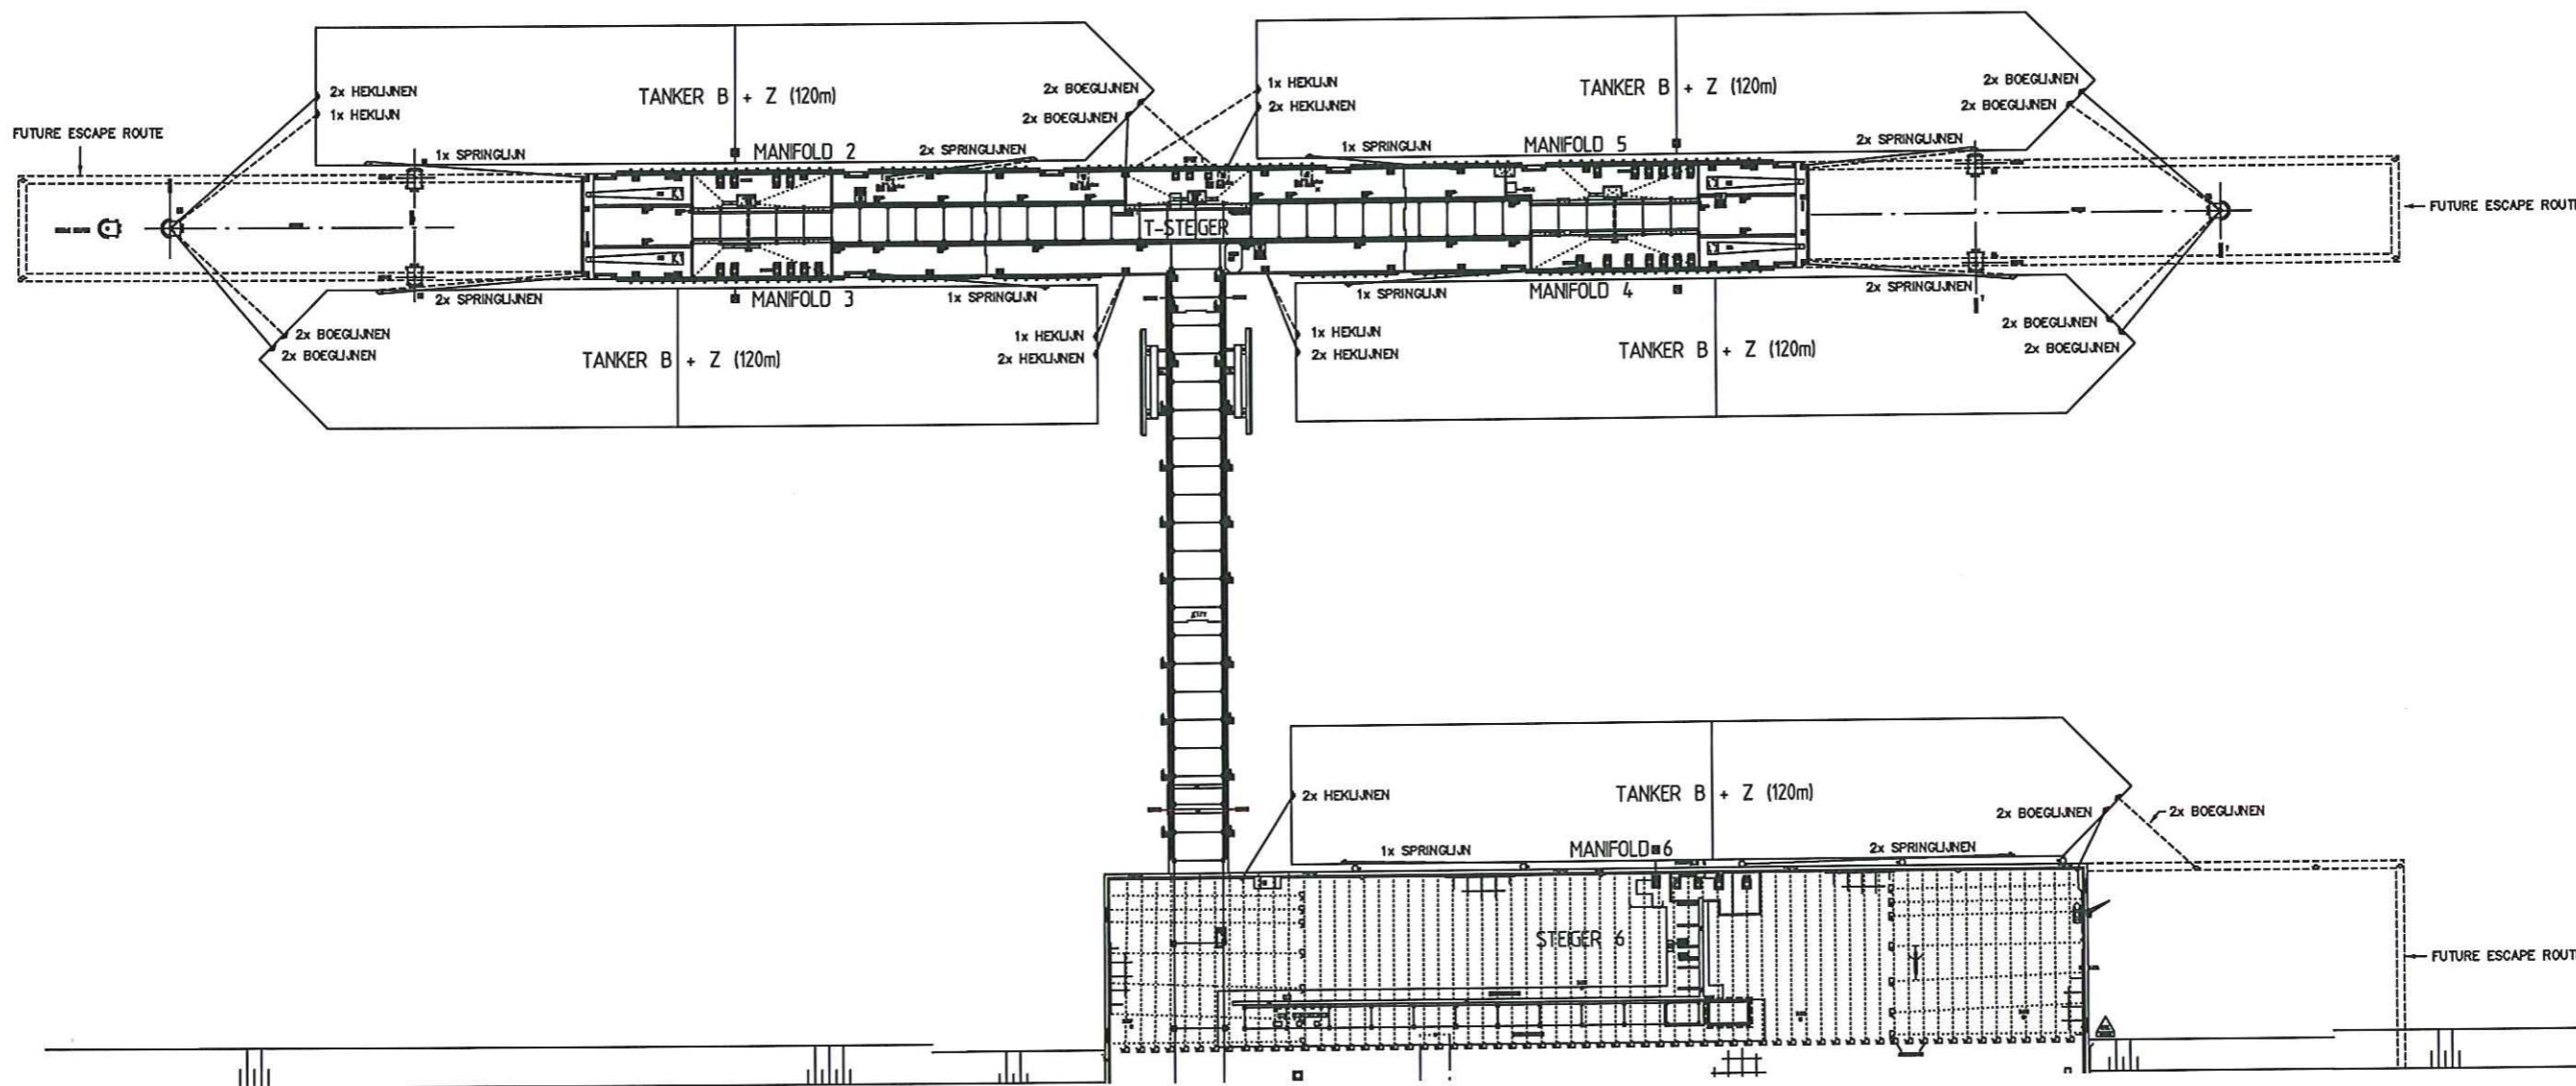 TANKER B + Z (120m)
2x HEKLIJNEN
1x HEKLIJN
2x BOEGLIJNEN
2x BOEGLIJNEN
FUTURE ESCAPE ROUTE
1x SPRINGLIJN
MANIFOLD 2
2x SPRINGLIJNEN
TANKER B + Z (120m)
1x HEKLIJN
2x HEKLIJNEN
2x BOEGLIJNEN
2x BOEGLIJNEN
1x SPRINGLIJN
MANIFOLD 5
2x SPRINGLIJNEN
FUTURE ESCAPE ROUT
T-STEIGER
2x SPRINGLIJNEN
MANIFOLD 3
1x SPRINGLIJN
2x BOEGLIJNEN
2x BOEGLIJNEN
TANKER B + Z (120m)
1x HEKLIJN
2x HEKLIJNEN
1x SPRINGLIJN
MANIFOLD 4
2x SPRINGLIJNEN
1x HEKLIJN
2x HEKLIJNEN
TANKER B + Z (120m)
2x BOEGLIJNEN
2x BOEGLIJNEN
2x HEKLIJNEN
TANKER B + Z (120m)
2x BOEGLIJNEN
2x BOEGLIJNEN
1x SPRINGLIJN
MANIFOLD 6
2x SPRINGLIJNEN
STEIGER 6
FUTURE ESCAPE ROUT